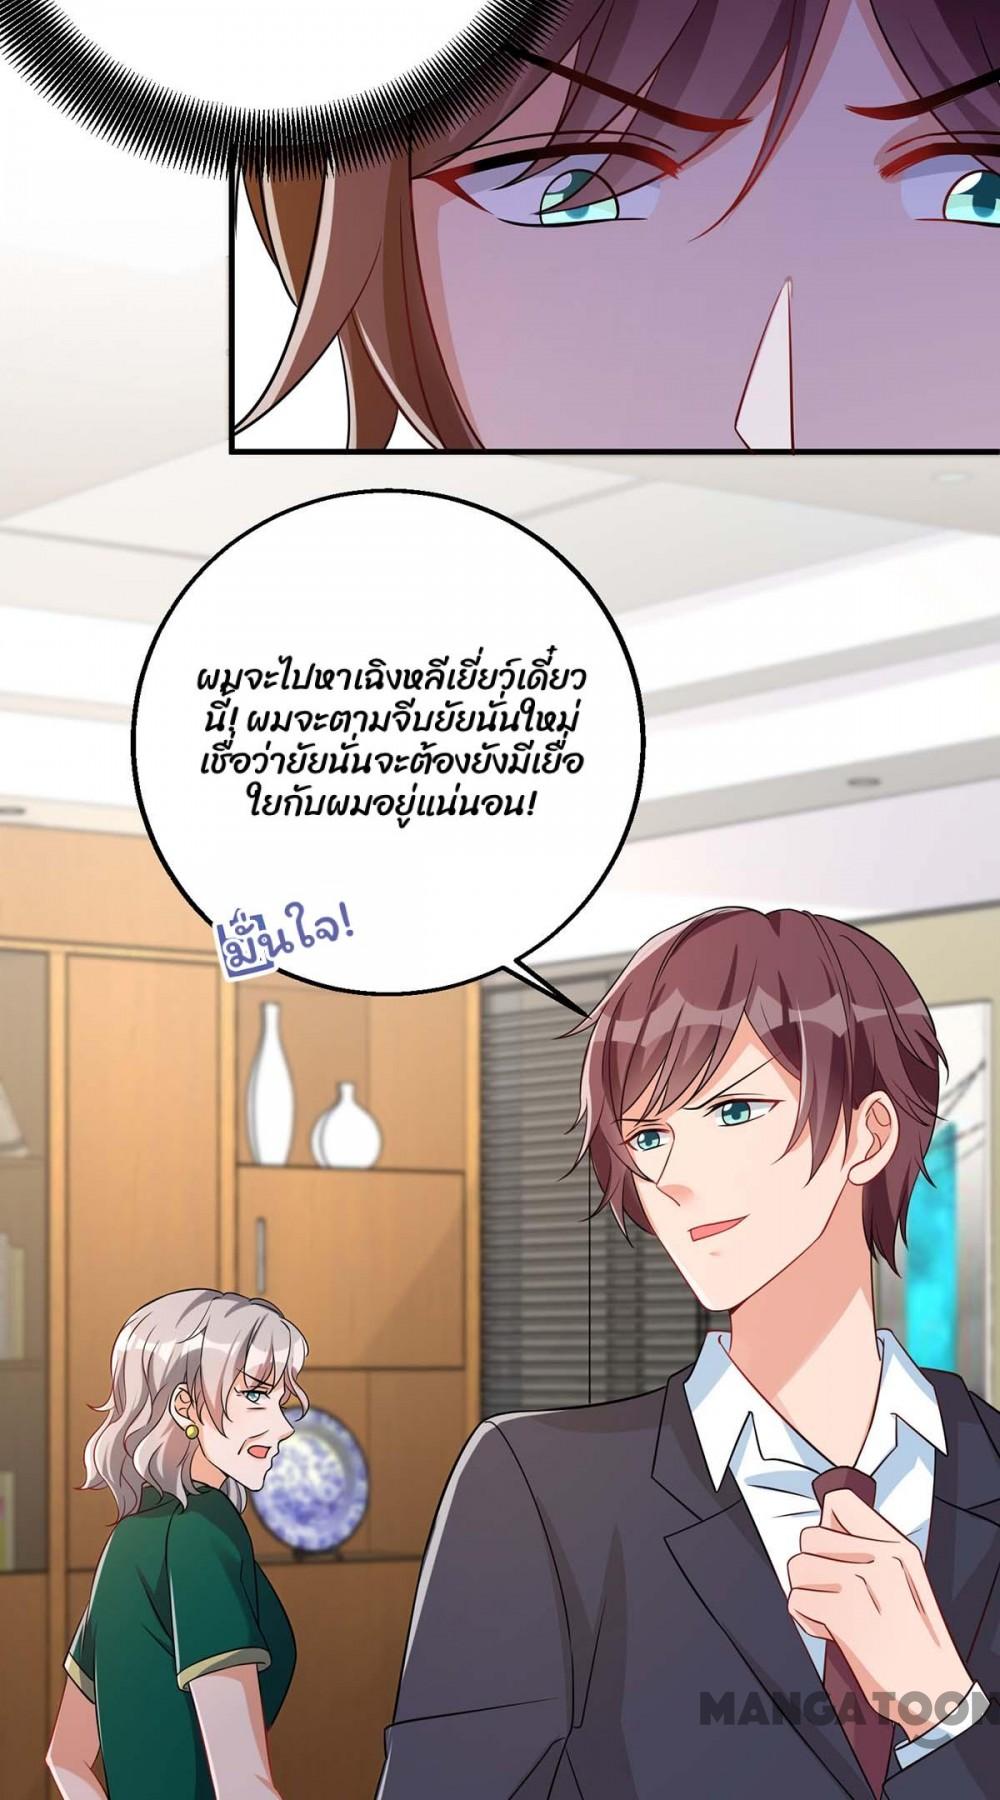 ผมจะไปหาเฉิงหลีเยี่ยว์เดี๋ยว
นี้! ผมจะตามจีบยัยนั่นใหม่
เชื่อว่ายัยนั่นจะต้องยังมีเยื่อ
ใยกับผมอยู่แน่นอน!
มั่นใจ!
MANGATOON